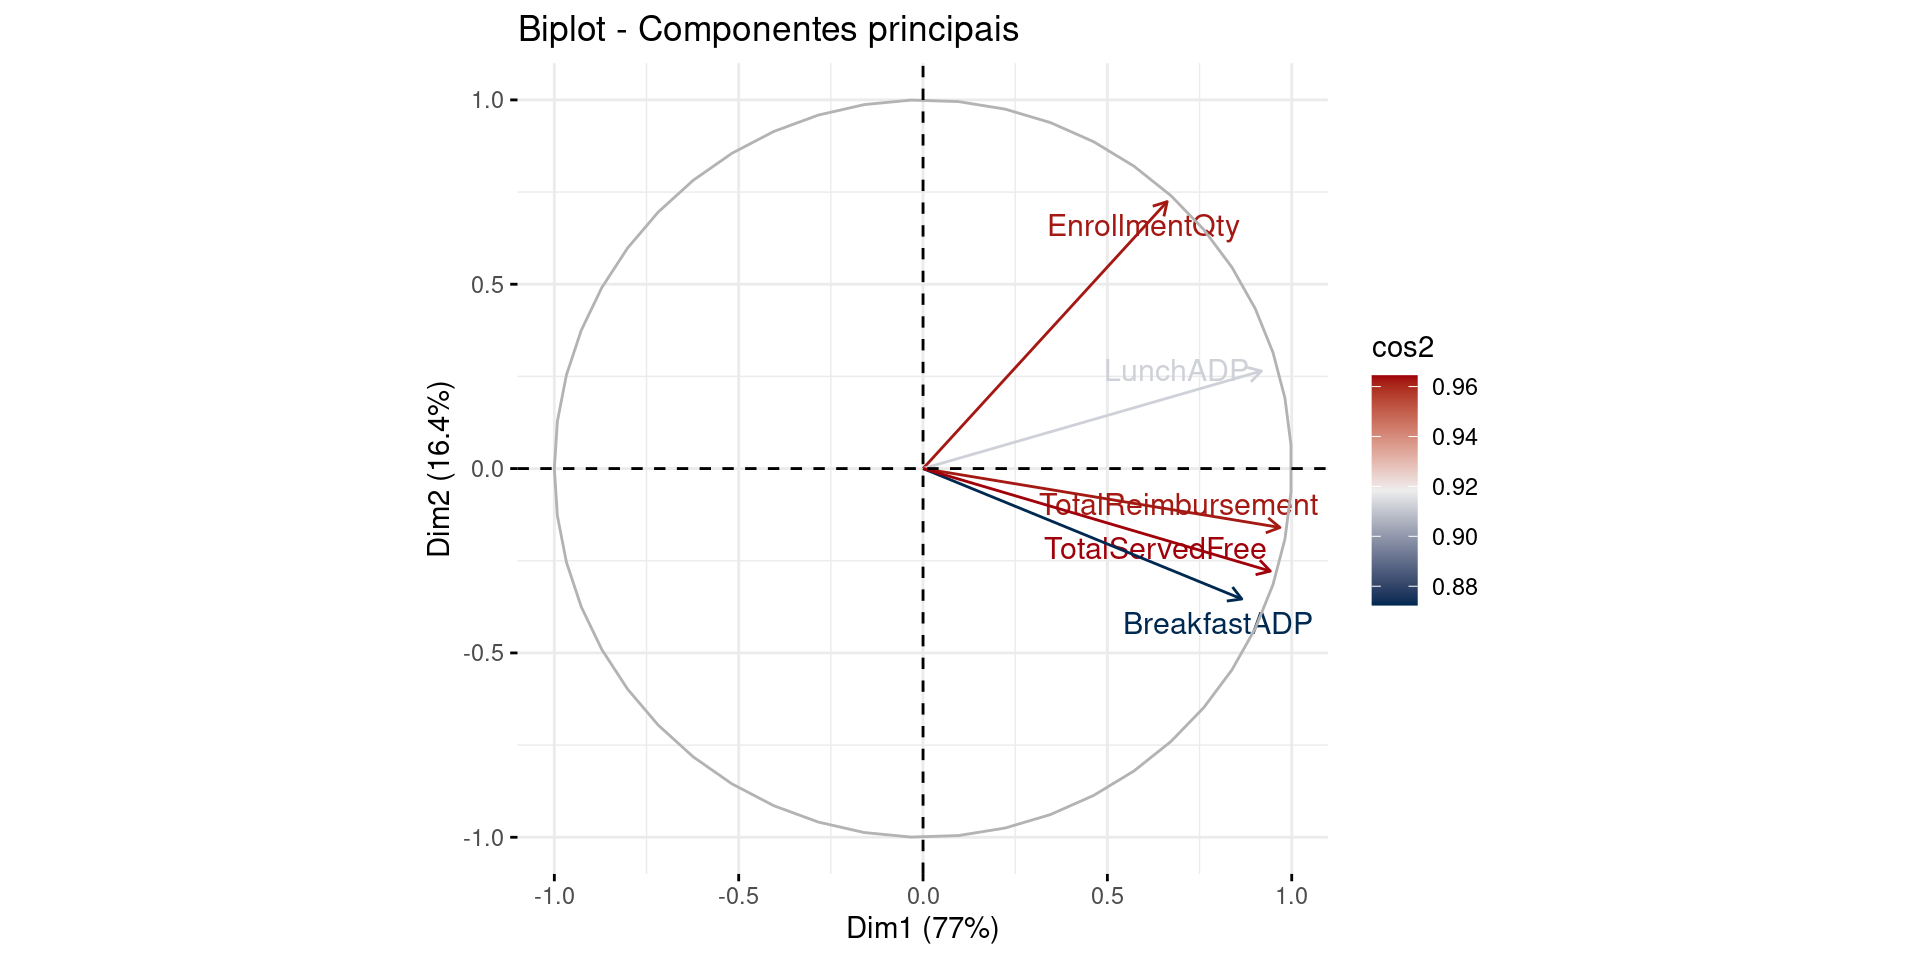 Biplot - Componentes principais
1.0
0.5
0.0
-0.5
-1.0
Dim2 (16.4%)
EnrollmentQty
LunchADP
TotalReimbursement
TotalServedFree
BreakfastADP
-1.0
-0.5
0.0
0.5
1.0
Dim1 (77%)
cos2
0.96
0.94
0.92
0.90
0.88